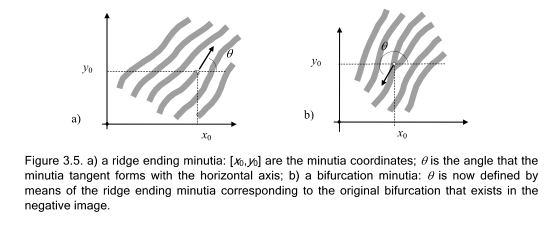 θ
y₀
a)
x₀
θ
y₀
b)
x₀
Figure 3.5. a) a ridge ending minutia: [x₀,y₀] are the minutia coordinates; θ is the angle that the
minutia tangent forms with the horizontal axis; b) a bifurcation minutia: θ is now defined by
means of the ridge ending minutia corresponding to the original bifurcation that exists in the
negative image.